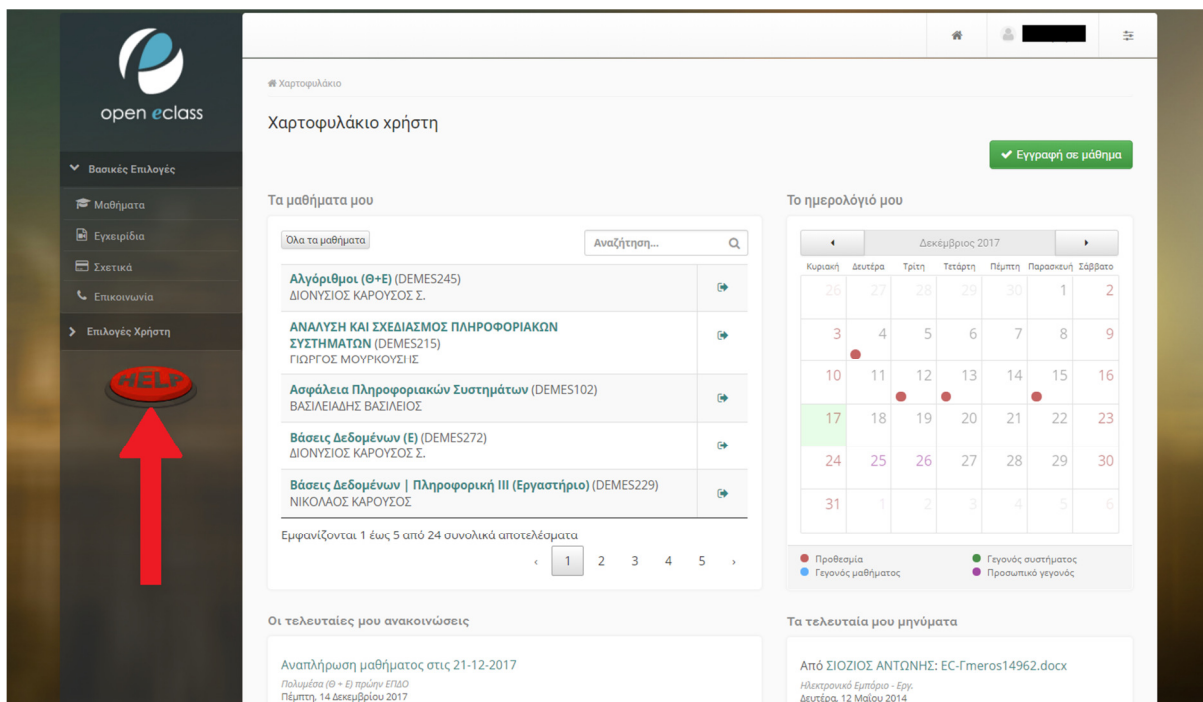 open eclass
Βασικές Επιλογές
Μαθήματα
Εγχειρίδια
Σχετικά
Επικοινωνία
Επιλογές Χρήστη
HELP
Χαρτοφυλάκιο
Χαρτοφυλάκιο χρήστη
Εγγραφή σε μάθημα
Τα μαθήματα μου
Όλα τα μαθήματα
Αναζήτηση...
Αλγόριθμοι (Θ+Ε) (DEMES245)
ΔΙΟΝΥΣΙΟΣ ΚΑΡΟΥΣΟΣ Σ.
ΑΝΑΛΥΣΗ ΚΑΙ ΣΧΕΔΙΑΣΜΟΣ ΠΛΗΡΟΦΟΡΙΑΚΩΝ
ΣΥΣΤΗΜΑΤΩΝ (DEMES215)
ΓΙΩΡΓΟΣ
Ασφάλεια Πληροφοριακών Συστημάτων (DEMES102)
ΒΑΣΙΛΕΙΑΔΗΣ ΒΑΣΙΛΕΙΟΣ
Βάσεις Δεδομένων (Ε) (DEMES272)
ΔΙΟΝΥΣΙΟΣ ΚΑΡΟΥΣΟΣ Σ.
Βάσεις Δεδομένων | Πληροφορική ΙΙΙ (Εργαστήριο) (DEMES229)
ΝΙΚΟΛΑΟΣ ΚΑΡΟΥΣΟΣ
Εμφανίζονται 1 έως 5 από 24 συνολικά αποτελέσματα
‹ 1 2 3 4 5 ›
Το ημερολόγιό μου
Δεκέμβριος 2017
Κυριακή Δευτέρα Τρίτη Τετάρτη Πέμπτη Παρασκευή Σάββατο
26 27 28 29 30 1 2
3 4 5 6 7 8 9
10 11 12 13 14 15 16
17 18 19 20 21 22 23
24 25 26 27 28 29 30
31 1 2 3 4 5 6
Προθεσμία Γεγονός συστήματος
Γεγονός μαθήματος Προσωπικό γεγονός
Οι τελευταίες μου ανακοινώσεις
Αναπλήρωση μαθήματος στις 21-12-2017
Πολυμέσα (Θ + Ε) πρώην ΕΠΔΟ
Πέμπτη, 14 Δεκεμβρίου 2017
Τα τελευταία μου μηνύματα
Από ΣΙΟΖΙΟΣ ΑΝΤΩΝΗΣ: EC-Γmeros14962.docx
Ηλεκτρονικό Εμπόριο - Εργ.
Δευτέρα, 12 Μαΐου 2014